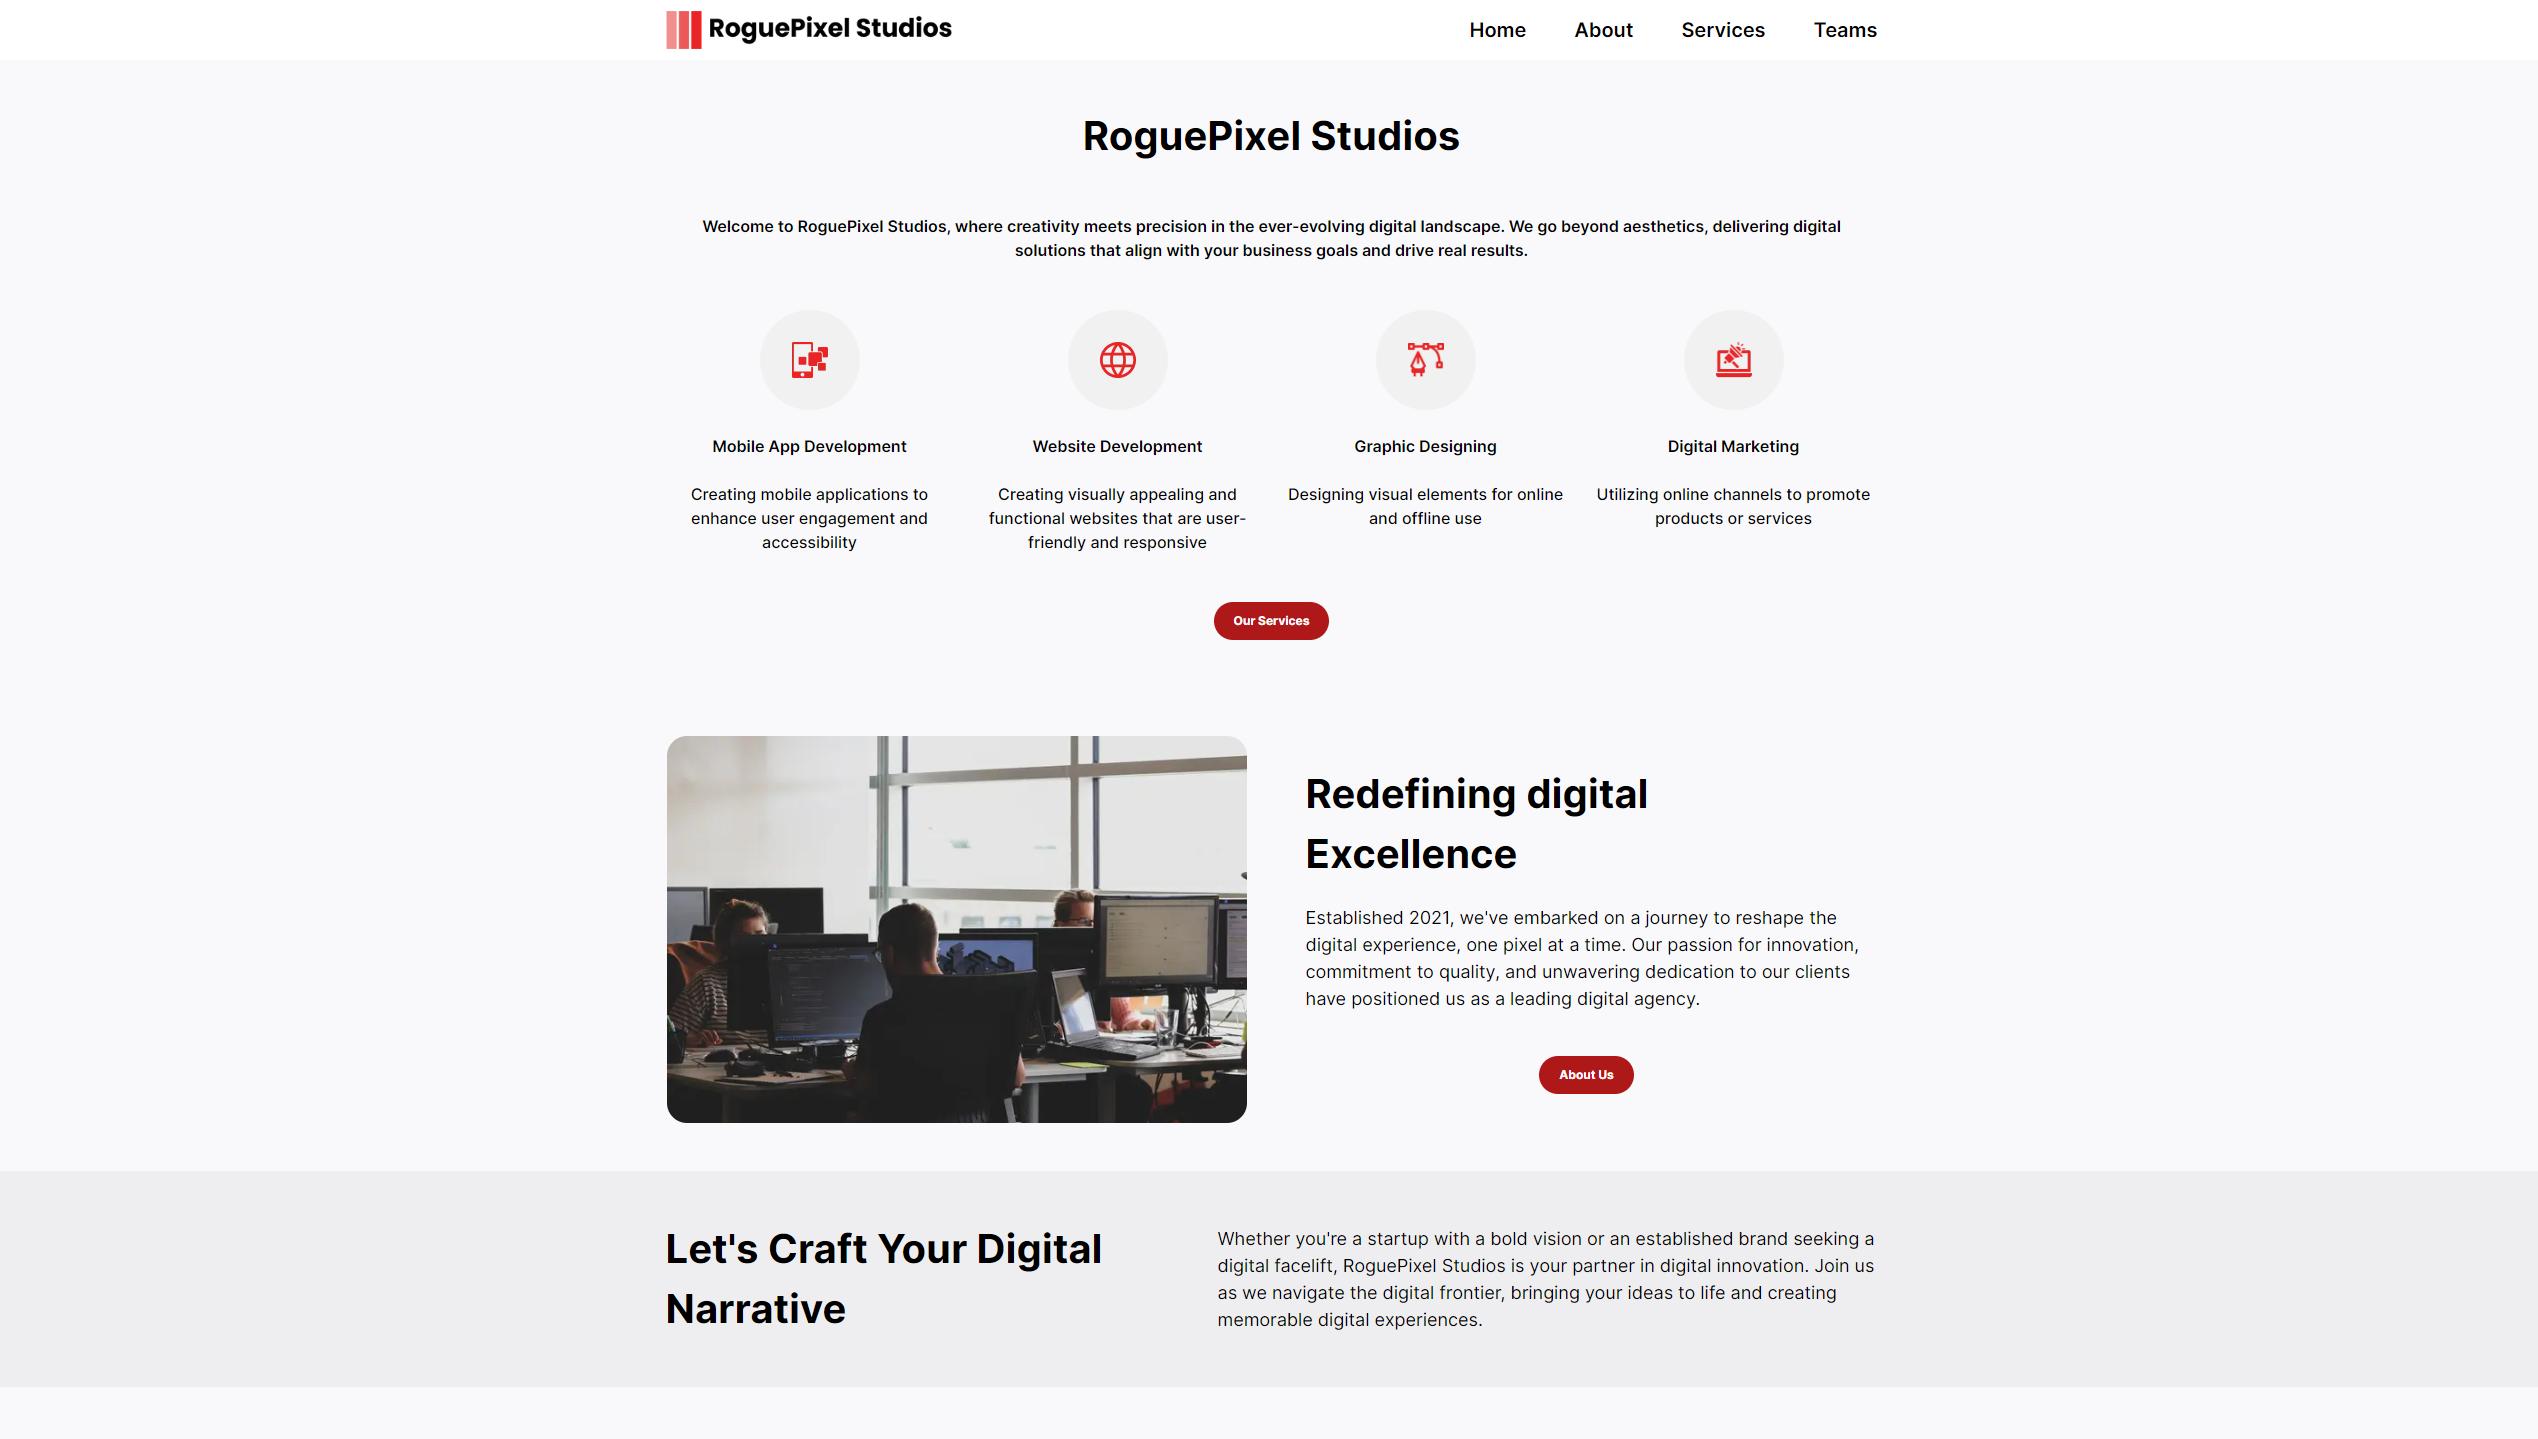 RoguePixel Studios
Home About Services Teams
RoguePixel Studios
Welcome to RoguePixel Studios, where creativity meets precision in the ever-evolving digital landscape. We go beyond aesthetics, delivering digital
solutions that align with your business goals and drive real results.
Mobile App Development
Creating mobile applications to
enhance user engagement and
accessibility
Website Development
Creating visually appealing and
functional websites that are user-
friendly and responsive
Graphic Designing
Designing visual elements for online
and offline use
Digital Marketing
Utilizing online channels to promote
products or services
Our Services
Redefining digital
Excellence
Established 2021, we've embarked on a journey to reshape the
digital experience, one pixel at a time. Our passion for innovation,
commitment to quality, and unwavering dedication to our clients
have positioned us as a leading digital agency.
About Us
Let's Craft Your Digital
Narrative
Whether you're a startup with a bold vision or an established brand seeking a
digital facelift, RoguePixel Studios is your partner in digital innovation. Join us
as we navigate the digital frontier, bringing your ideas to life and creating
memorable digital experiences.